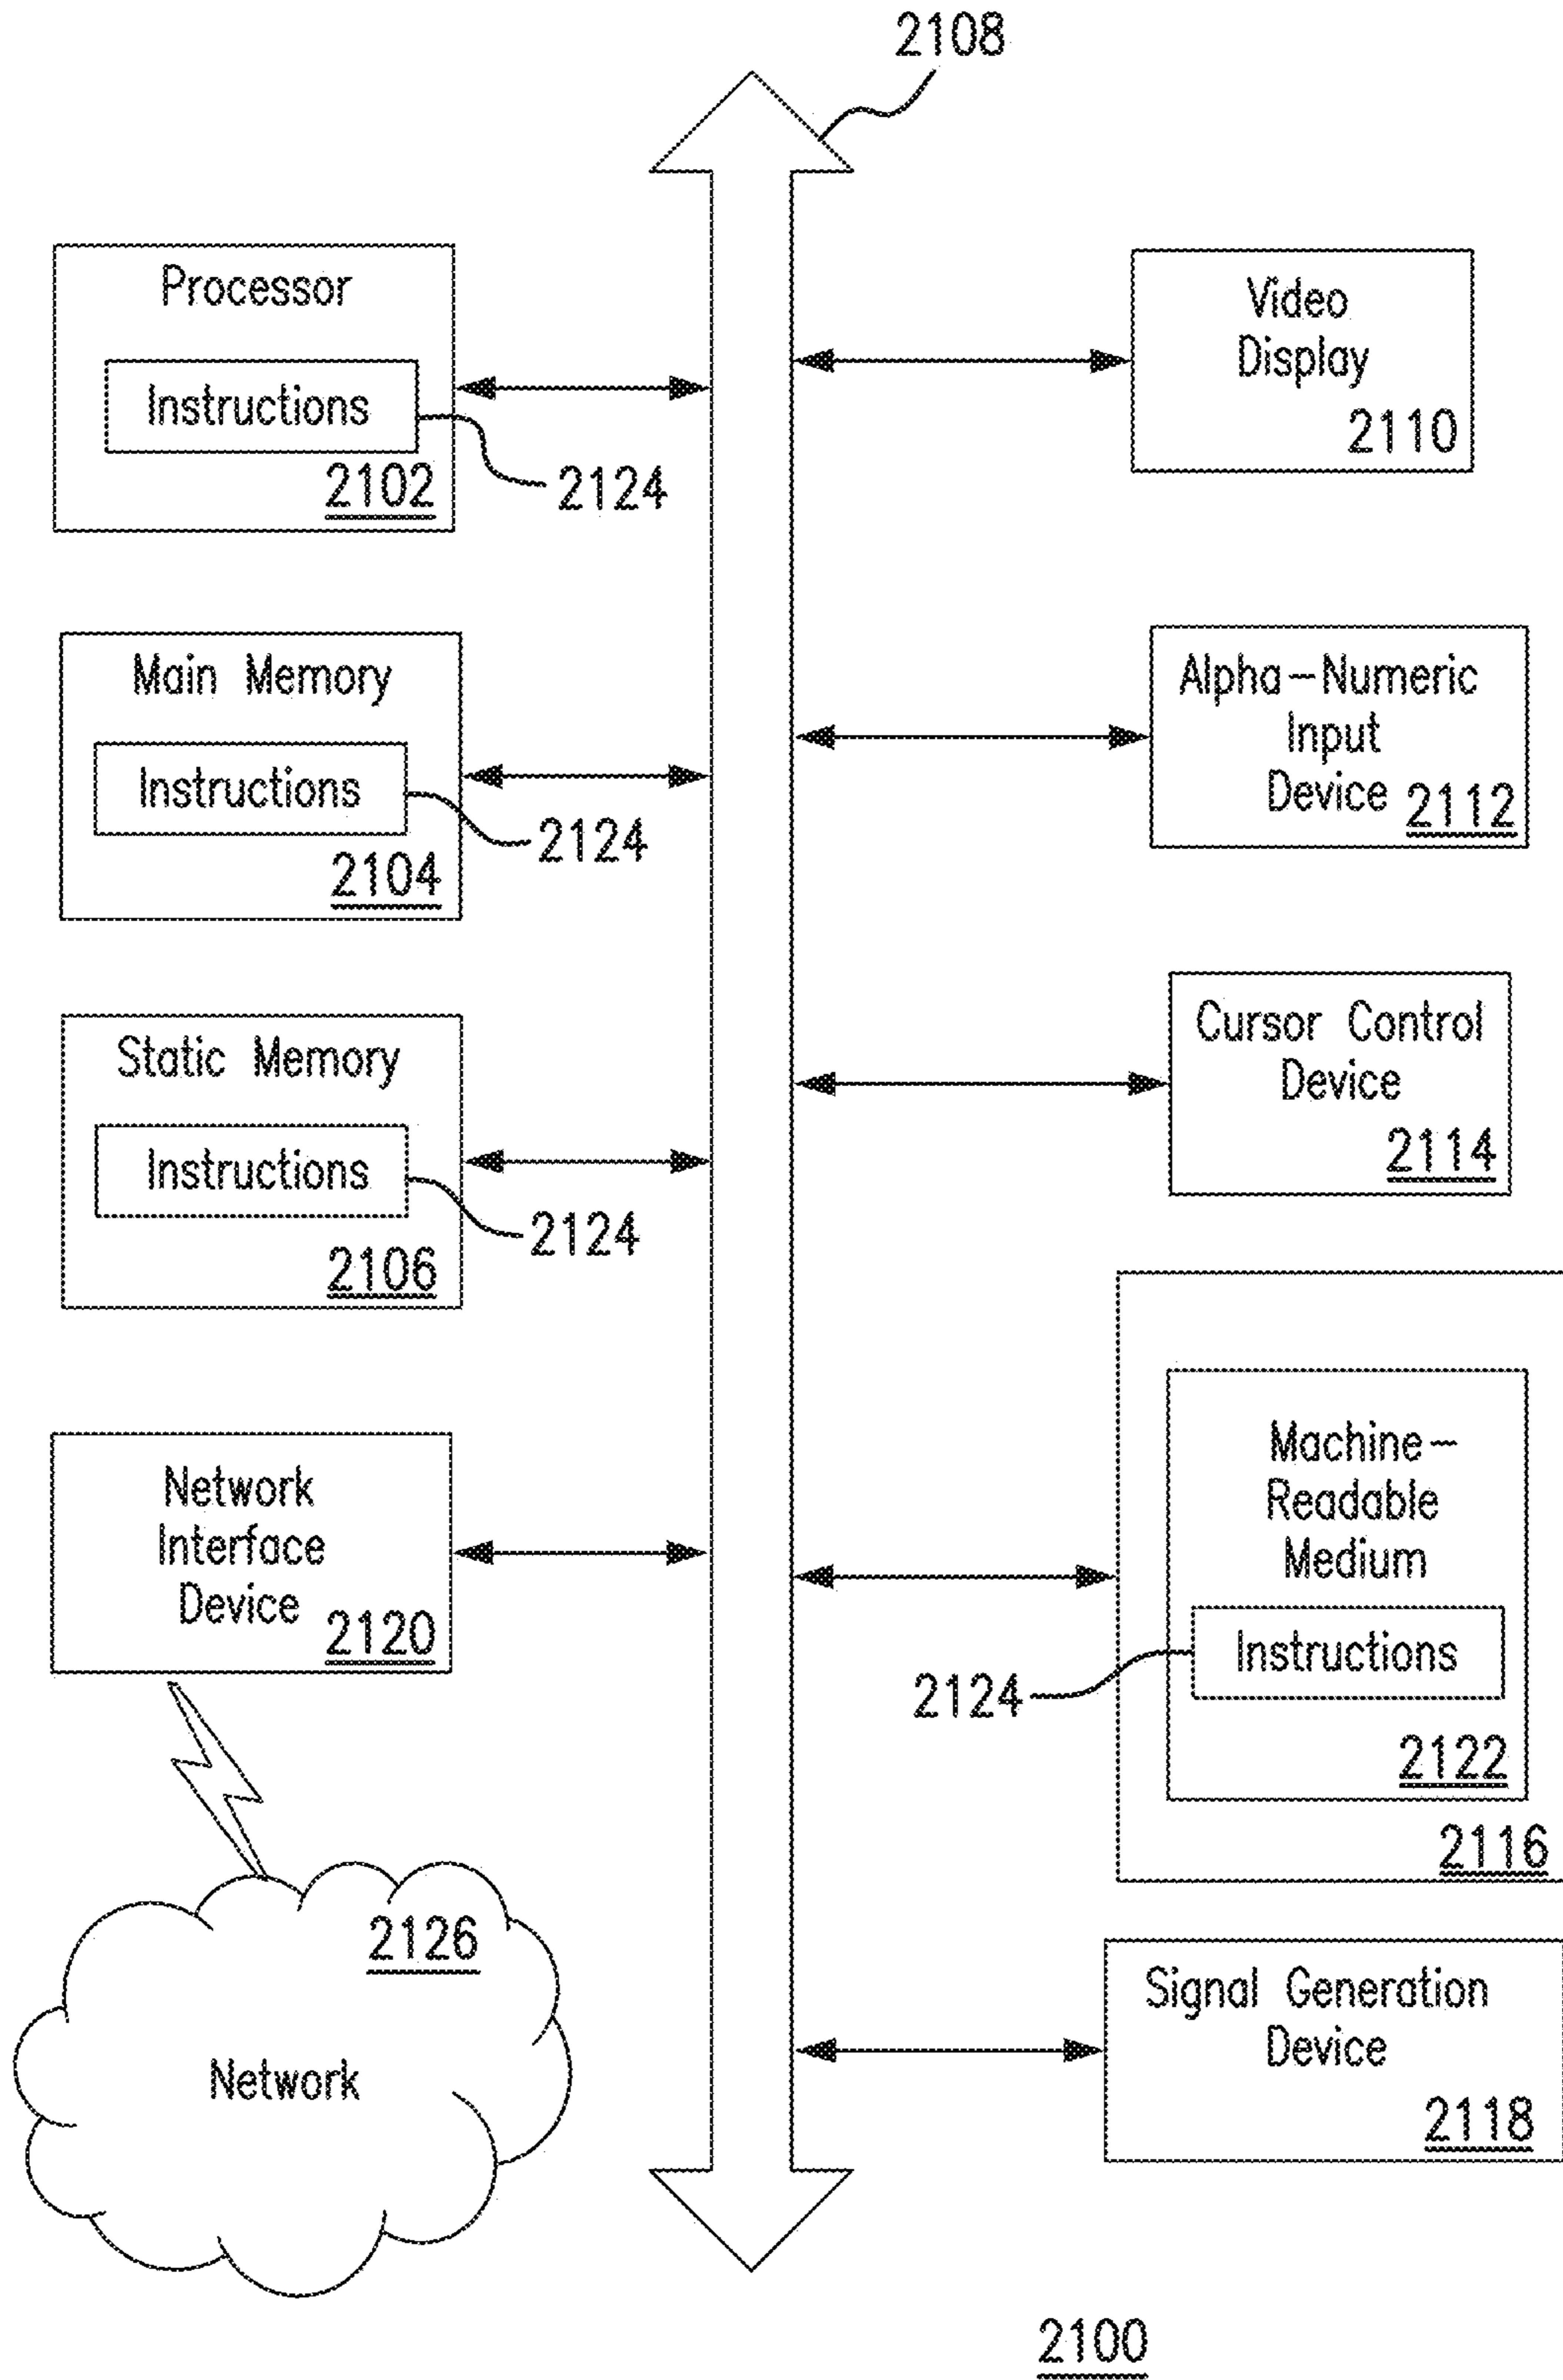 2108
Processor
Instructions
2102
2124
Main Memory
Instructions
2124
2104
Static Memory
Instructions
2124
2106
Network
Interface
Device
2120
2126
Network
Video
Display
2110
Alpha-Numeric
Input
Device
2112
Cursor Control
Device
2114
Machine-
Readable
Medium
Instructions
2124
2122
2116
Signal Generation
Device
2118
2100